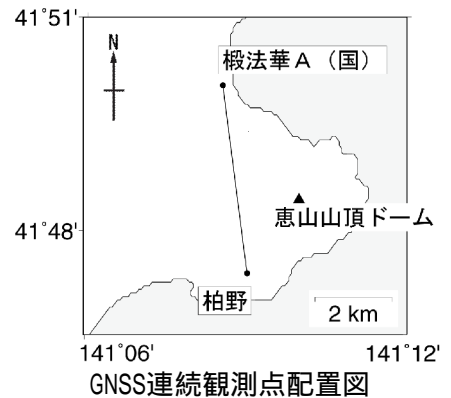 41°51'
N
椴法華A（国）
41°48'
恵山山頂ドーム
柏野
2 km
141°06'
141°12'
GNSS連続観測点配置図